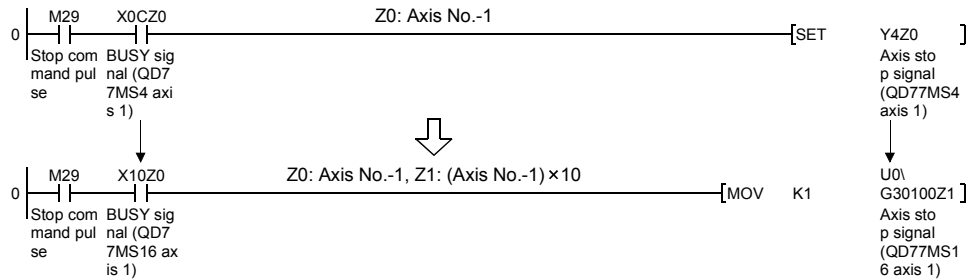 M29 X0CZ0 Z0: Axis No.-1
0 [SET Y4Z0 ]
Stop com
mand pul
se
BUSY sig
nal (QD7
7MS4 axi
s 1)
Axis sto
p signal
(QD77MS4
axis 1)
M29 X10Z0 Z0: Axis No.-1, Z1: (Axis No.-1)×10 U0\
0 [MOV K1 G30100Z1 ]
Stop com
mand pul
se
BUSY sig
nal (QD7
7MS16 ax
is 1)
Axis sto
p signal
(QD77MS1
6 axis 1)